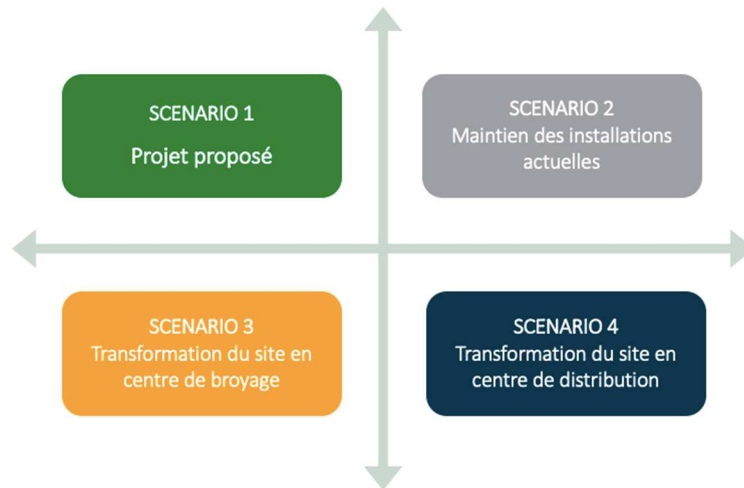 SCENARIO 1
Projet proposé
SCENARIO 2
Maintien des installations
actuelles
SCENARIO 3
Transformation du site en
centre de broyage
SCENARIO 4
Transformation du site en
centre de distribution